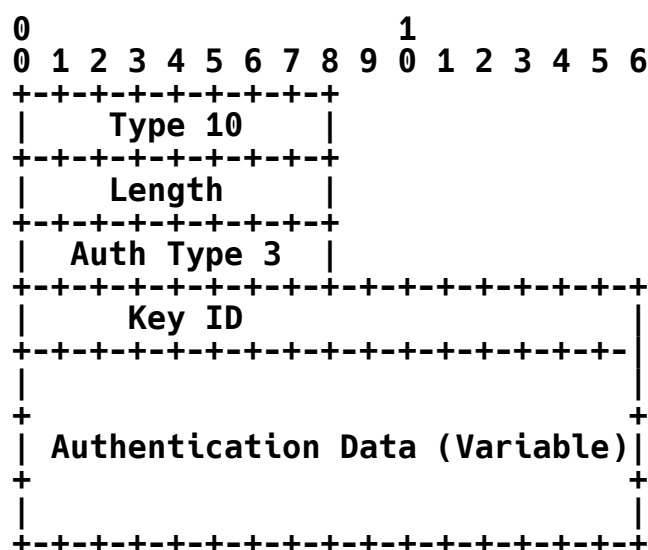 0                   1
0 1 2 3 4 5 6 7 8 9 0 1 2 3 4 5 6
+-+-+-+-+-+-+-+-+
|    Type 10    |
+-+-+-+-+-+-+-+-+
|    Length     |
+-+-+-+-+-+-+-+-+
|  Auth Type 3  |
+-+-+-+-+-+-+-+-+-+-+-+-+-+-+-+-+
|     Key ID                    |
+-+-+-+-+-+-+-+-+-+-+-+-+-+-+-+-|
|                               |
+                               +
| Authentication Data (Variable)|
+                               +
|                               |
+-+-+-+-+-+-+-+-+-+-+-+-+-+-+-+-+